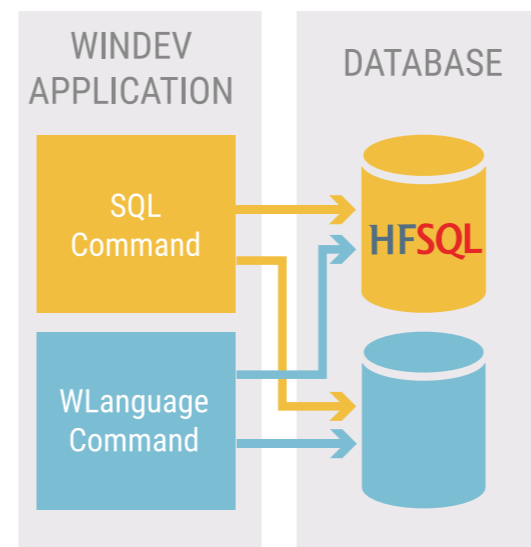 WINDEV
APPLICATION
DATABASE
SQL
Command
HFSQL
WLanguage
Command